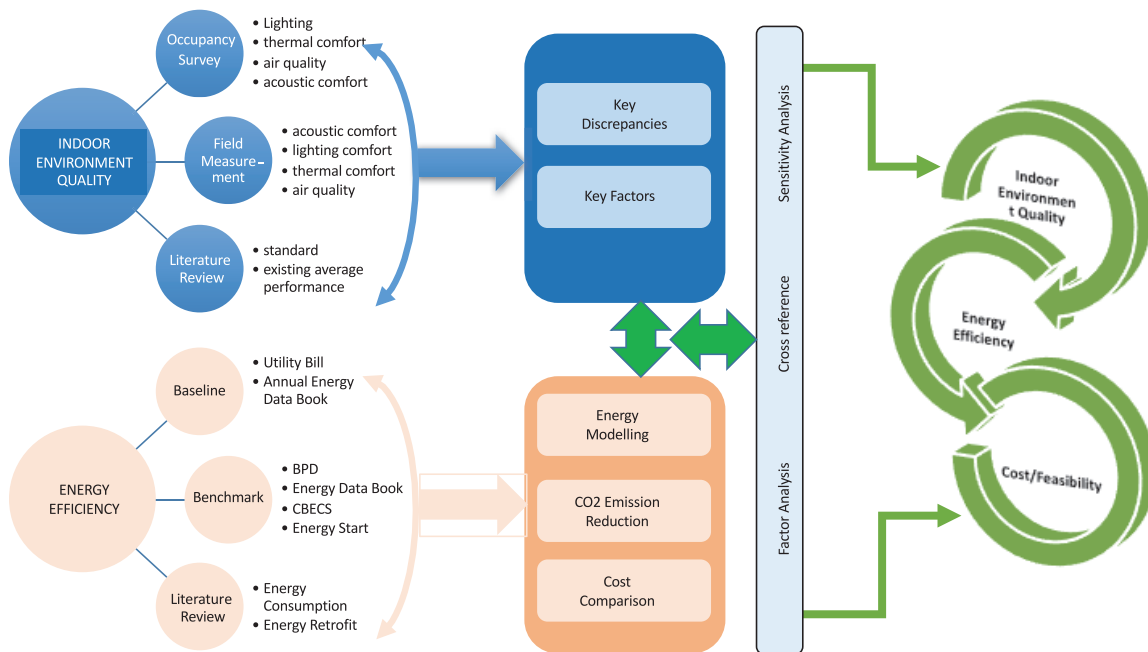 INDOOR
ENVIRONMENT
QUALITY
Occupancy
Survey
• Lighting
• thermal comfort
• air quality
• acoustic comfort
Field
Measure-
ment
• acoustic comfort
• lighting comfort
• thermal comfort
• air quality
Literature
Review
• standard
• existing average
performance
ENERGY
EFFICIENCY
Baseline
• Utility Bill
• Annual Energy
Data Book
Benchmark
• BPD
• Energy Data Book
• CBECS
• Energy Start
Literature
Review
• Energy
Consumption
• Energy Retrofit
Key
Discrepancies
Key Factors
Energy
Modelling
CO2 Emission
Reduction
Cost
Comparison
Sensitivity Analysis
Cross reference
Factor Analysis
Indoor
Environmen
t Quality
Energy
Efficiency
Cost/Feasibility